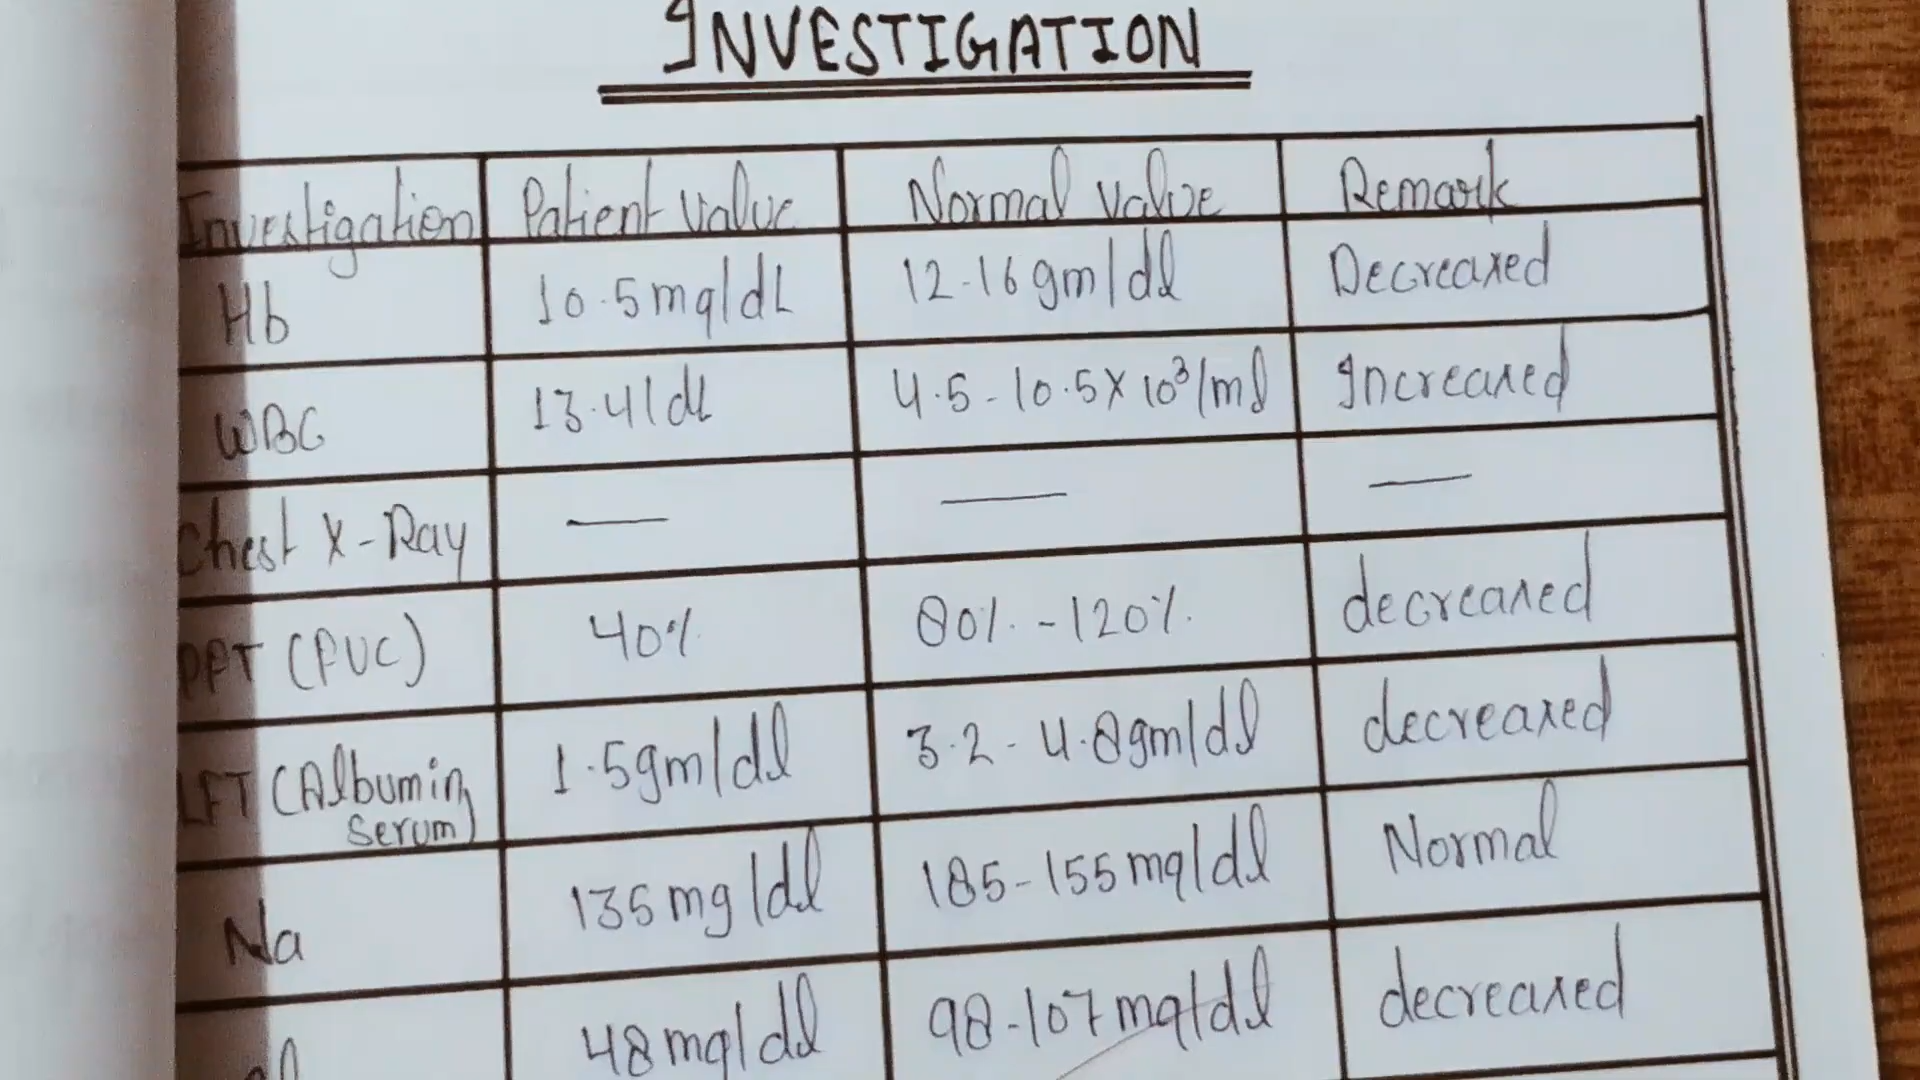 INVESTIGATION
Investigation Patient Value Normal Value Remark
Hb 10.5mg/dL 12-16gm/dl Decreased
WBC 13.4/dL 4.5-10.5X10³/ml Increased
Chest X-Ray — — —
PFT (FVC) 40% 80%-120% decreased
LFT (Albumin 1.5gm/dl 3.2-4.8gm/dl decreased
serum)
Na 135mg/dl 185-155mg/dl Normal
48mg/dl 98-107mg/dl decreased